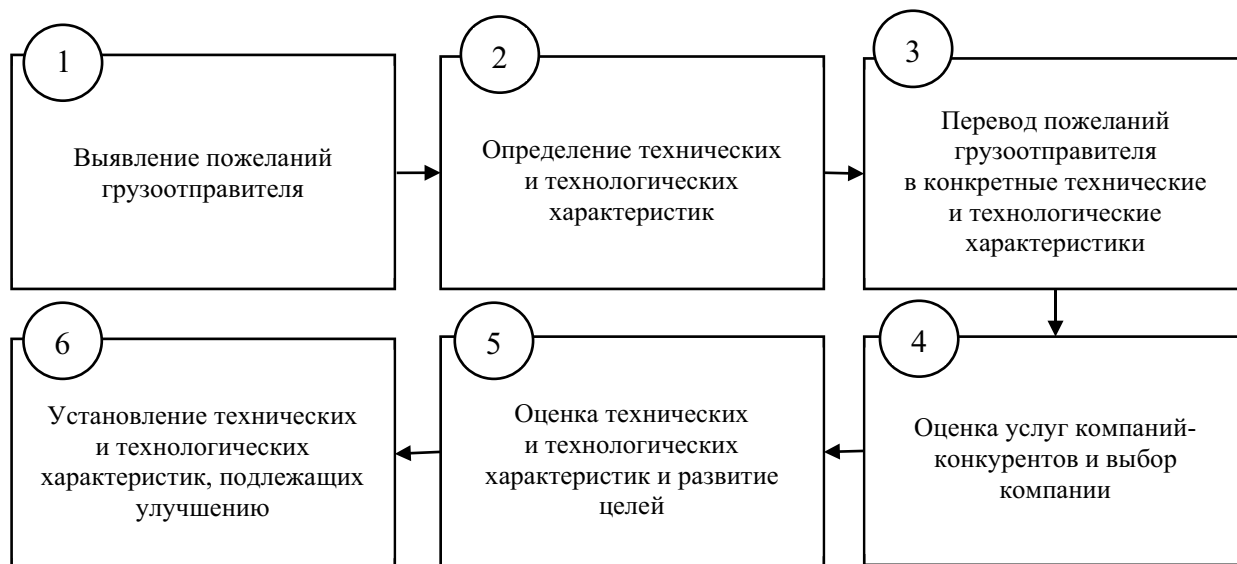 1
Выявление пожеланий
грузоотправителя
2
Определение технических
и технологических
характеристик
3
Перевод пожеланий
грузоотправителя
в конкретные технические
и технологические
характеристики
4
Оценка услуг компаний-
конкурентов и выбор
компании
5
Оценка технических
и технологических
характеристик и развитие
целей
6
Установление технических
и технологических
характеристик, подлежащих
улучшению